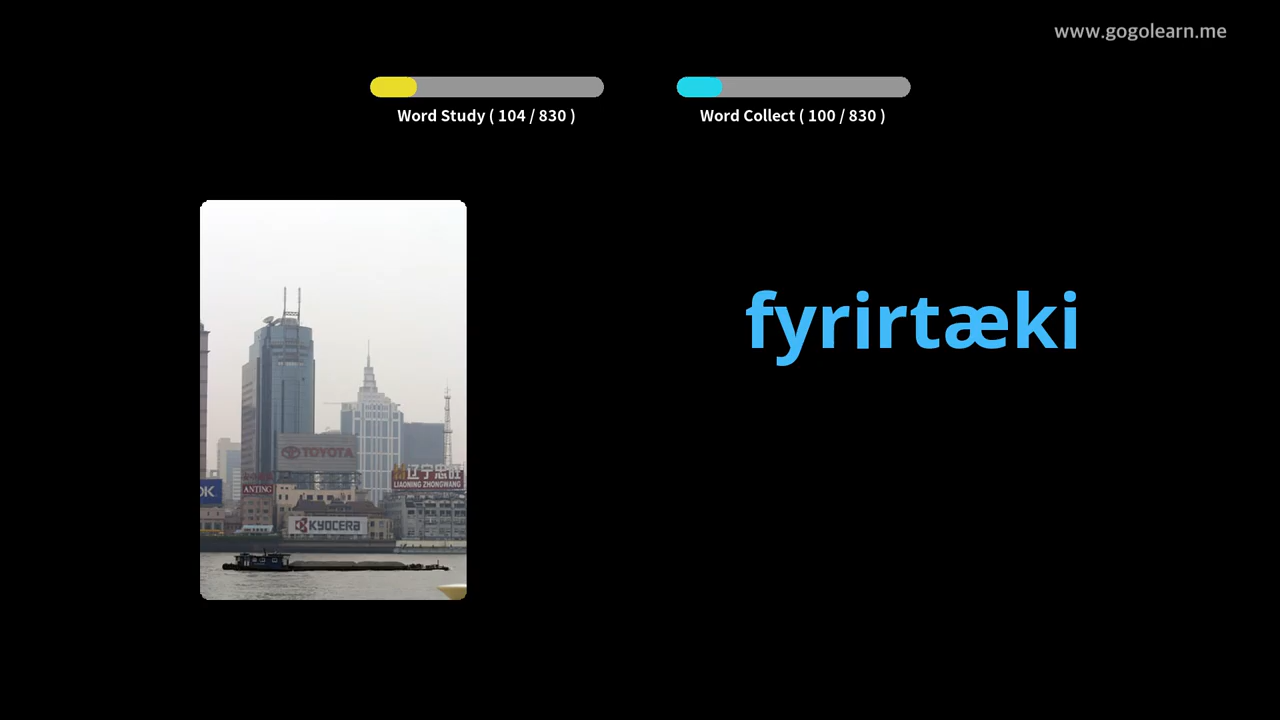 www.gogolearn.me
Word Study ( 104 / 830 )
Word Collect ( 100 / 830 )
fyrirtæki
TOYOTA
辽宁忠旺
LIAONING ZHONGWANG
OK
ANTING
KYOCERA